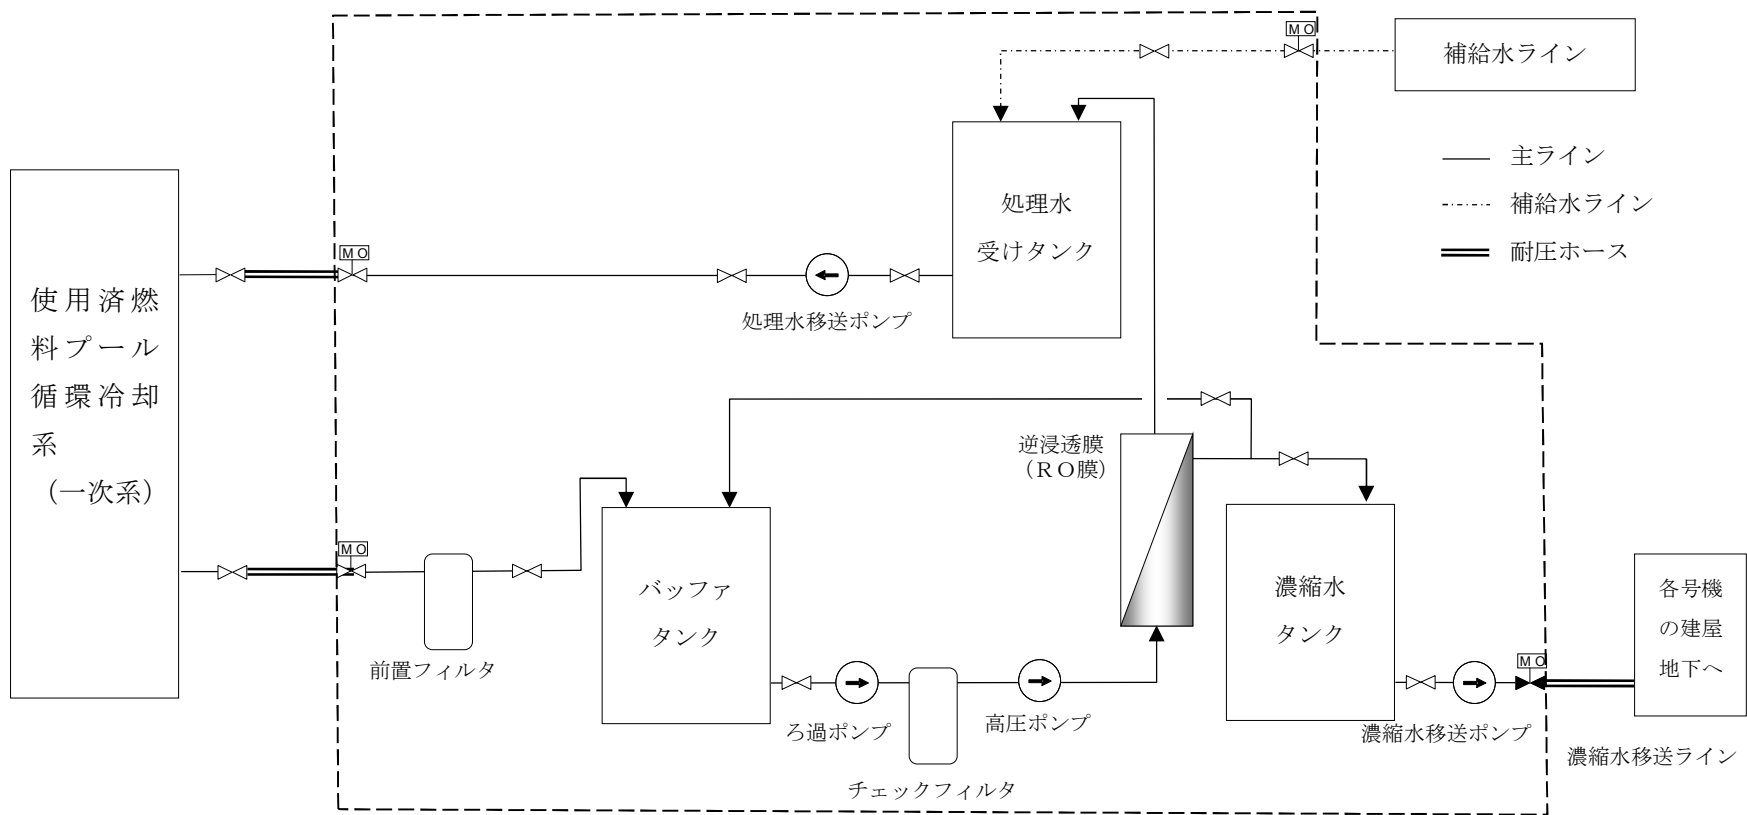 MO
補給水ライン
主ライン
補給水ライン
耐圧ホース
処理水
受けタンク
MO
処理水移送ポンプ
使用済燃
料プール
循環冷却
系
（一次系）
逆浸透膜
（ＲＯ膜）
MO
前置フィルタ
バッファ
タンク
濃縮水
タンク
各号機
の建屋
地下へ
MO
ろ過ポンプ
高圧ポンプ
濃縮水移送ポンプ
濃縮水移送ライン
チェックフィルタ